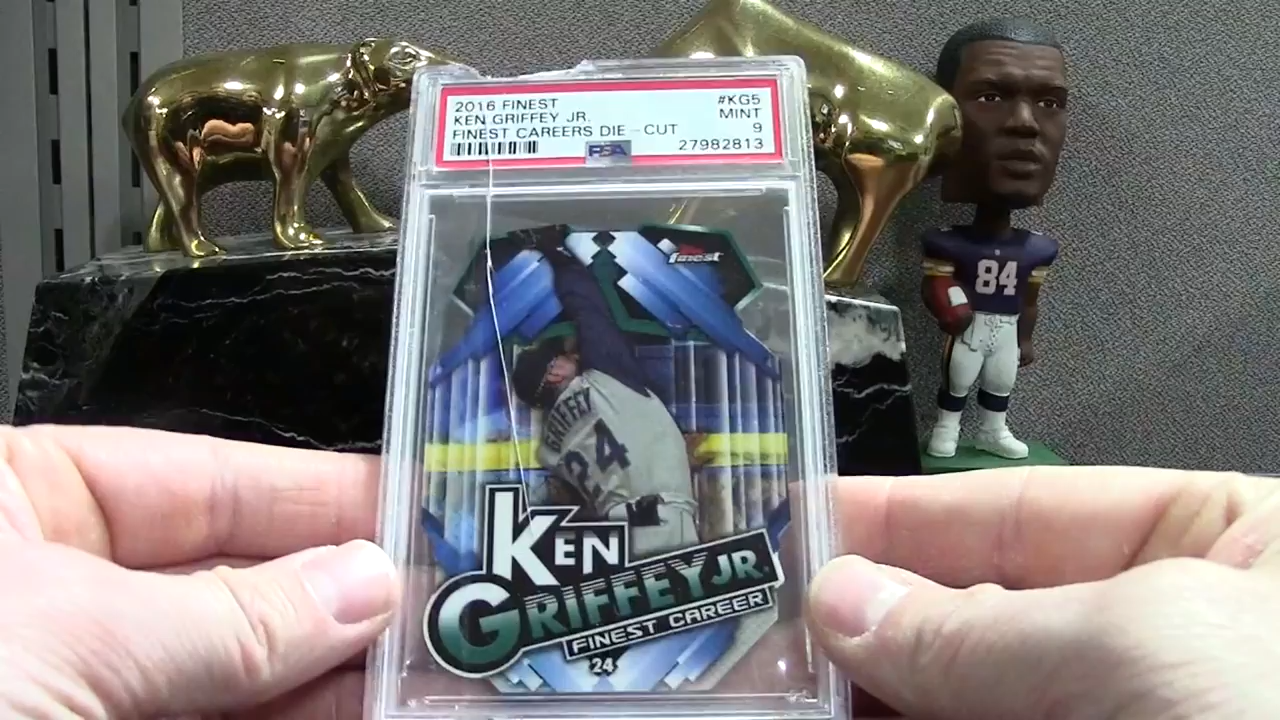 2016 FINEST #KG5
KEN GRIFFEY JR. MINT
FINEST CAREERS DIE-CUT 9
PSA 27982813
Topps
finest
GRIFFEY
24
KEN
GRIFFEY JR.
FINEST CAREER
24
84